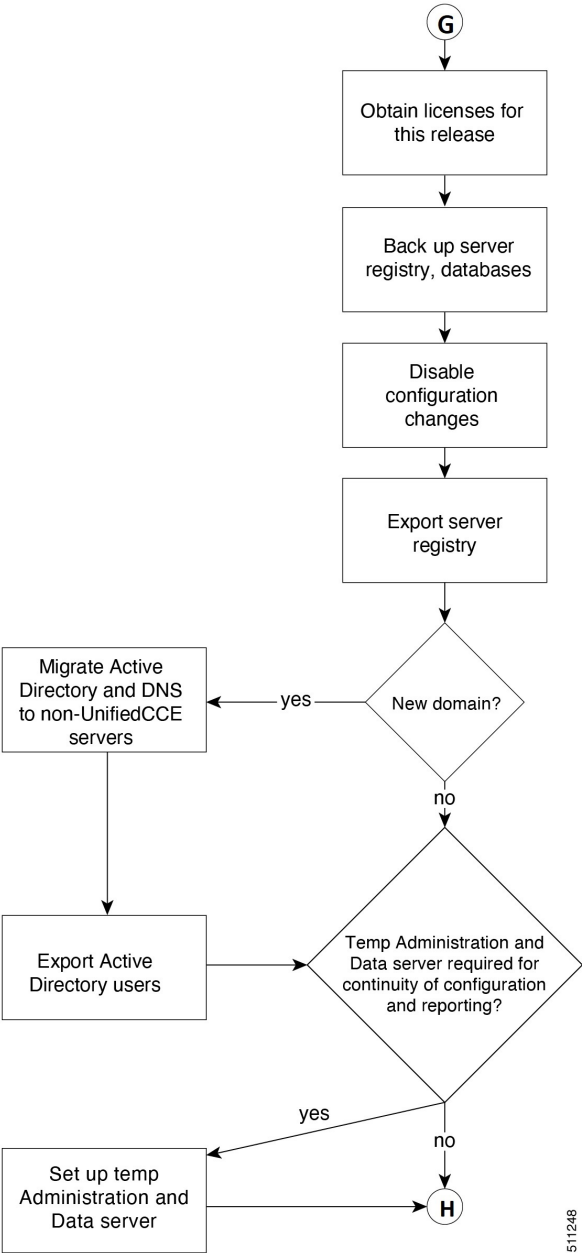 G
Obtain licenses for
this release
Back up server
registry, databases
Disable
configuration
changes
Export server
registry
New domain?
yes
Migrate Active
Directory and DNS
to non-UnifiedCCE
servers
no
Export Active
Directory users
Temp Administration and
Data server required for
continuity of configuration
and reporting?
yes
no
Set up temp
Administration and
Data server
H
511248